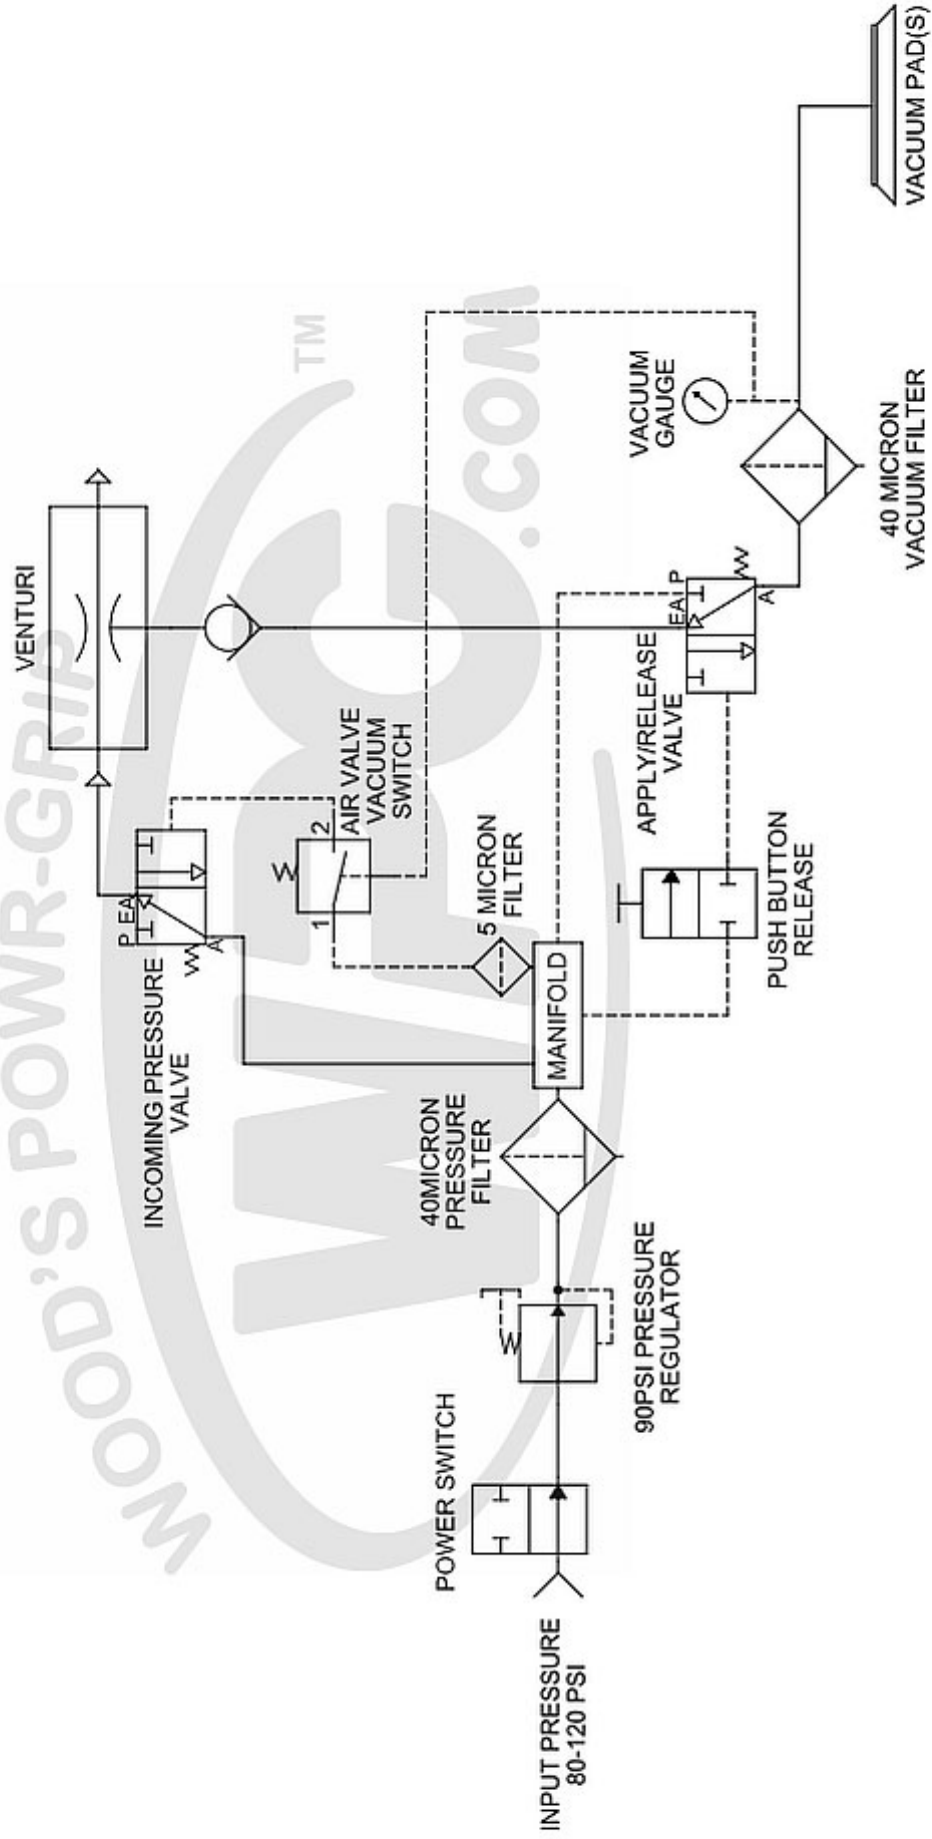 VENTURI
VACUUM
GAUGE
VACUUM PAD(S)
40 MICRON
VACUUM FILTER
P
EA
A
APPLY/RELEASE
VALVE
AIR VALVE
VACUUM
SWITCH
1
2
5 MICRON
FILTER
PUSH BUTTON
RELEASE
P EA
A
INCOMING PRESSURE
VALVE
MANIFOLD
40MICRON
PRESSURE
FILTER
90PSI PRESSURE
REGULATOR
POWER SWITCH
INPUT PRESSURE
80-120 PSI
WOOD'S POWR-GRIP
WPG.COM
TM